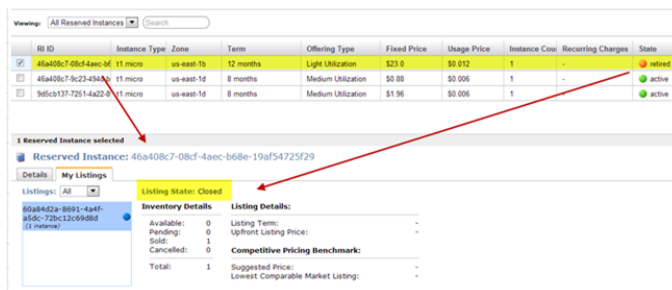 Viewing: All Reserved Instances Search
RI ID Instance Type Zone Term Offering Type Fixed Price Usage Price Instance Cou Recurring Charges State
46a408c7-08cf-4aec-b6 t1.micro us-east-1b 12 months Light Utilization $23.0 $0.012 1 - retired
46a408c7-9c23-494d-b t1.micro us-east-1d 8 months Medium Utilization $0.88 $0.006 1 - active
9d5cb137-7251-4a22-8 t1.micro us-east-1d 8 months Medium Utilization $1.96 $0.006 1 - active
1 Reserved Instance selected
Reserved Instance: 46a408c7-08cf-4aec-b68e-19af54725f29
Details My Listings
Listings: All Listing State: Closed
60a84d2a-8691-4a4f-
a5dc-72bc12c69d8d
(1 instance)
Inventory Details Listing Details:
Available: 0 Listing Term: -
Pending: 0 Upfront Listing Price: -
Sold: 1
Cancelled: 0 Competitive Pricing Benchmark:
Total: 1 Suggested Price: -
Lowest Comparable Market Listing: -